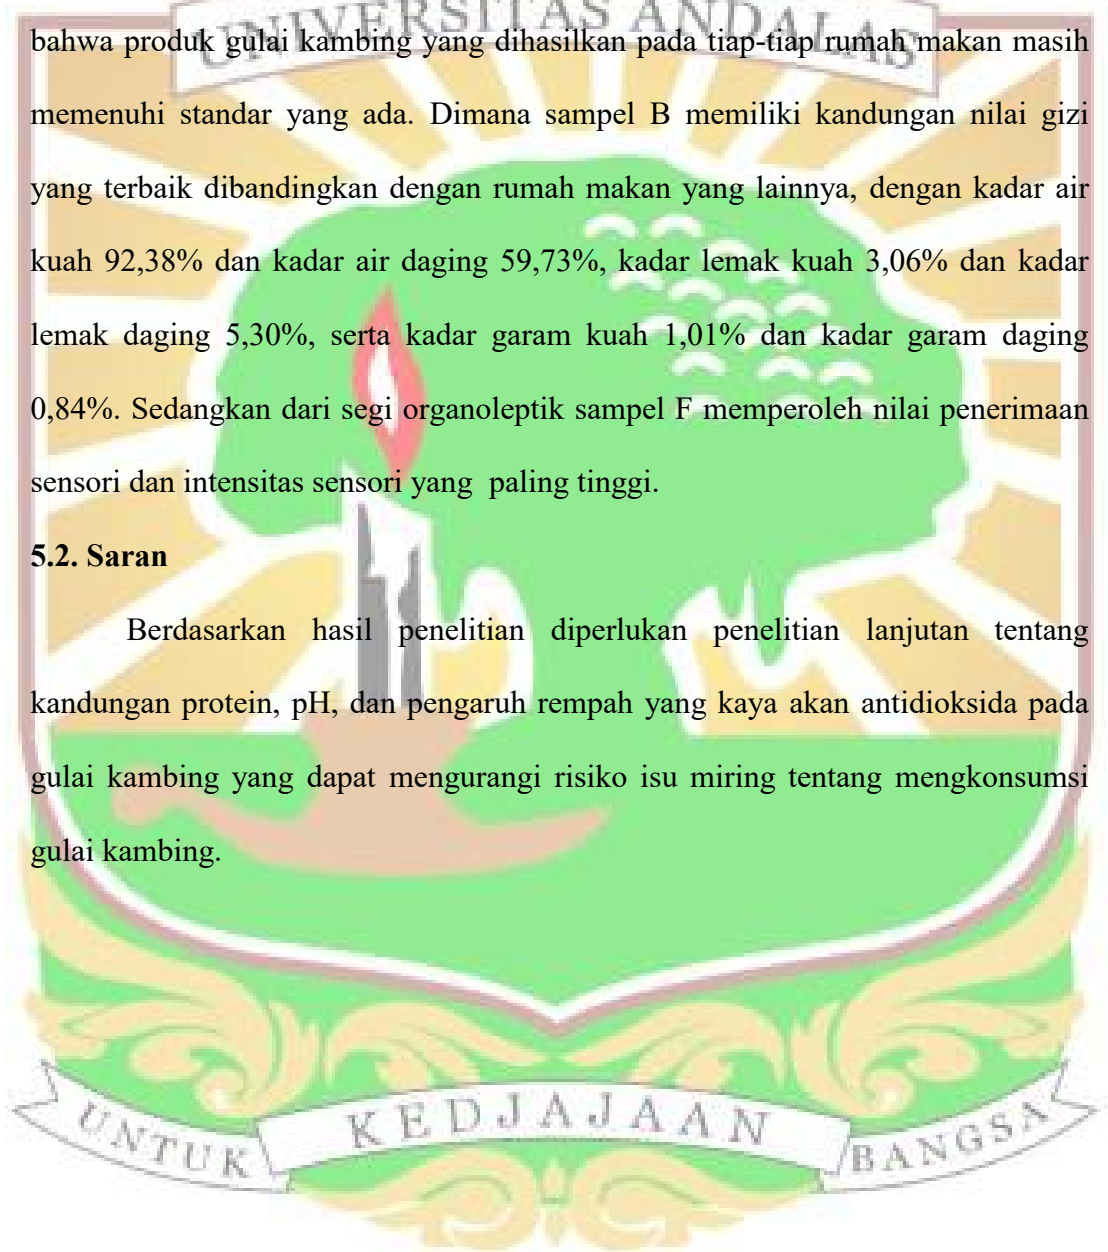 UNIVERSITAS ANDALAS
bahwa produk gulai kambing yang dihasilkan pada tiap-tiap rumah makan masih
memenuhi standar yang ada. Dimana sampel B memiliki kandungan nilai gizi
yang terbaik dibandingkan dengan rumah makan yang lainnya, dengan kadar air
kuah 92,38% dan kadar air daging 59,73%, kadar lemak kuah 3,06% dan kadar
lemak daging 5,30%, serta kadar garam kuah 1,01% dan kadar garam daging
0,84%. Sedangkan dari segi organoleptik sampel F memperoleh nilai penerimaan
sensori dan intensitas sensori yang  paling tinggi.
5.2. Saran
Berdasarkan hasil penelitian diperlukan penelitian lanjutan tentang
kandungan protein, pH, dan pengaruh rempah yang kaya akan antidioksida pada
gulai kambing yang dapat mengurangi risiko isu miring tentang mengkonsumsi
gulai kambing.
UNTUK KEDJAJAAN BANGSA